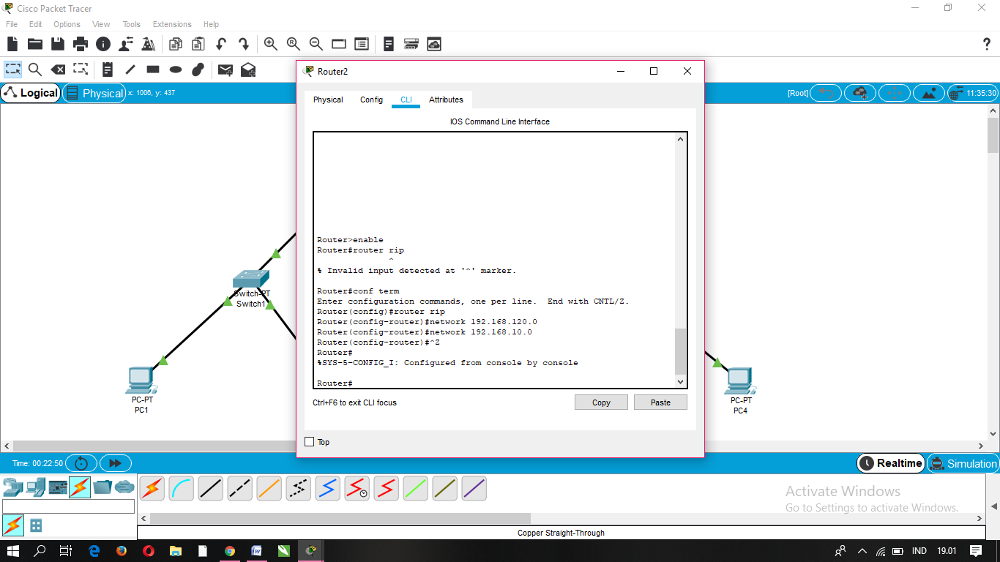 Cisco Packet Tracer
File Edit Options View Tools Extensions Help
Logical
Physical
x: 1006, y: 437
[Root]
11:35:30
Router2
Physical Config CLI Attributes
IOS Command Line Interface
Router>enable
Router#router rip
^
% Invalid input detected at '^' marker.
Router#conf term
Enter configuration commands, one per line. End with CNTL/Z.
Router(config)#router rip
Router(config-router)#network 192.168.120.0
Router(config-router)#network 192.168.10.0
Router(config-router)#^Z
Router#
%SYS-5-CONFIG_I: Configured from console by console
Router#
Ctrl+F6 to exit CLI focus
Copy
Paste
Top
Switch-PT
Switch1
PC-PT
PC1
PC-PT
PC4
Time: 00:22:50
Realtime
Simulation
Activate Windows
Go to Settings to activate Windows.
Copper Straight-Through
IND
19.01